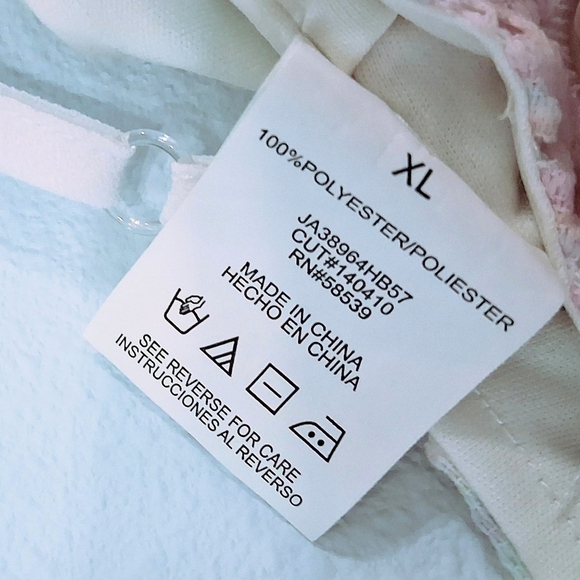 XL
100%POLYESTER/POLIESTER
JA38964HB57
CUT#140410
RN#58539
MADE IN CHINA
HECHO EN CHINA
SEE REVERSE FOR CARE
INSTRUCCIONES AL REVERSO